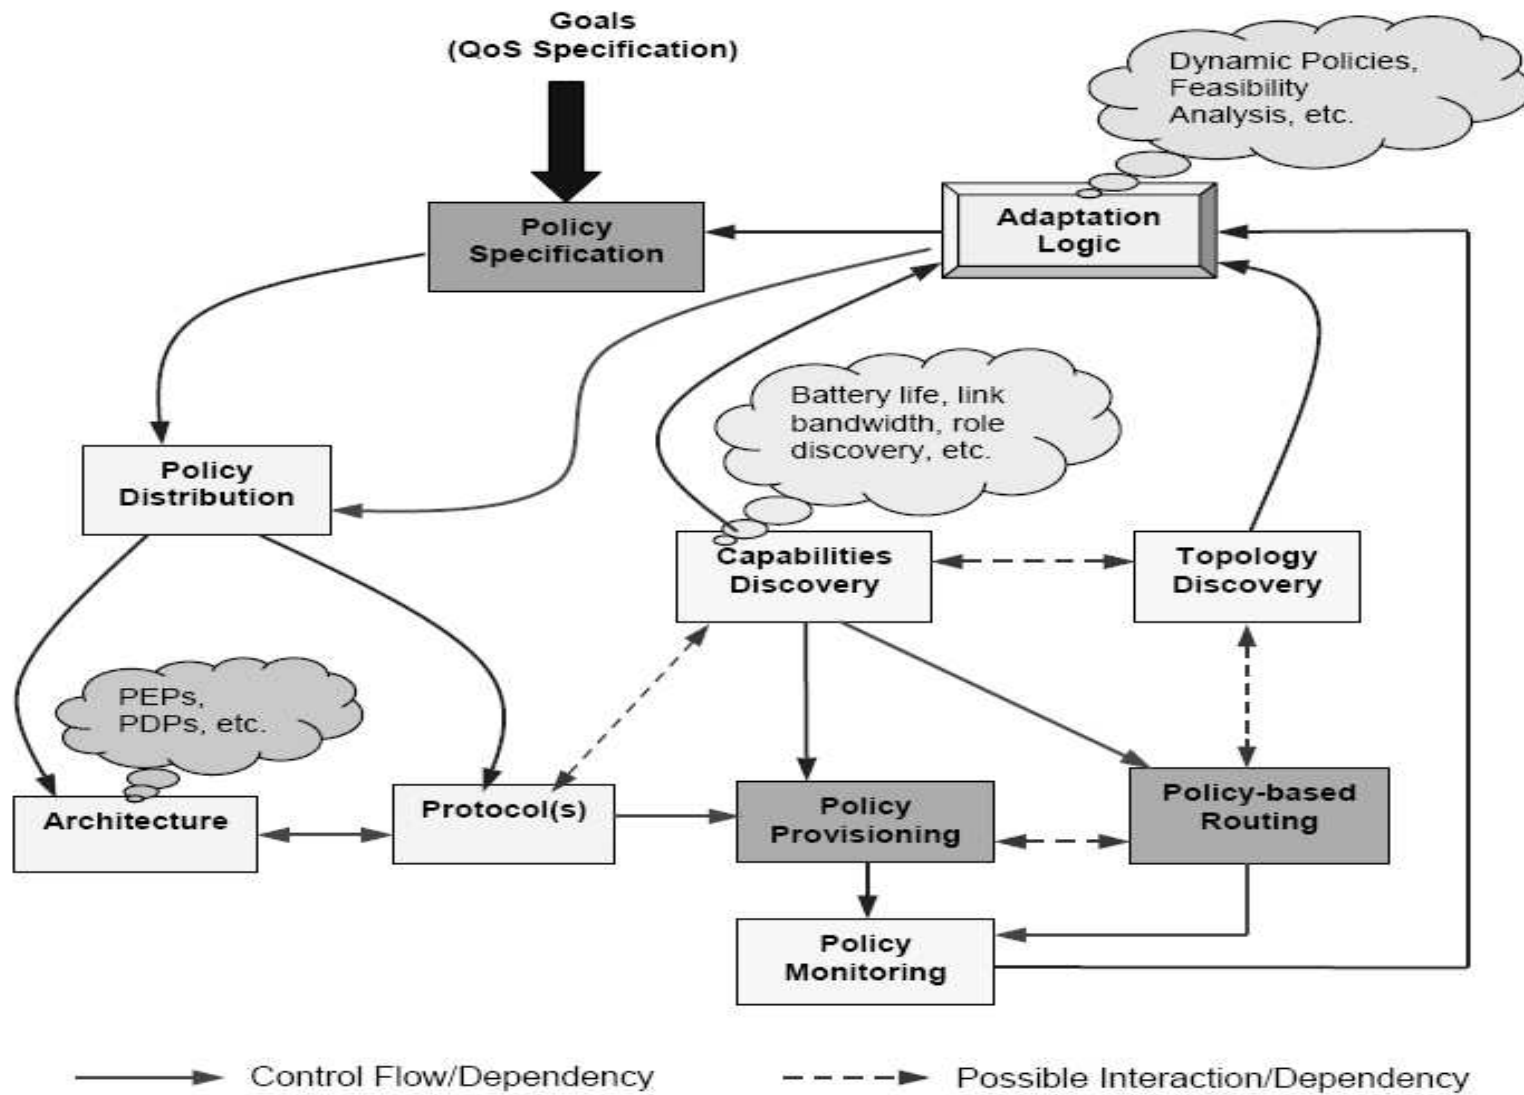 Goals
(QoS Specification)
Dynamic Policies,
Feasibility
Analysis, etc.
Policy
Specification
Adaptation
Logic
Battery life, link
bandwidth, role
discovery, etc.
Policy
Distribution
Capabilities
Discovery
Topology
Discovery
PEPs,
PDPs, etc.
Architecture
Protocol(s)
Policy
Provisioning
Policy-based
Routing
Policy
Monitoring
Control Flow/Dependency
Possible Interaction/Dependency